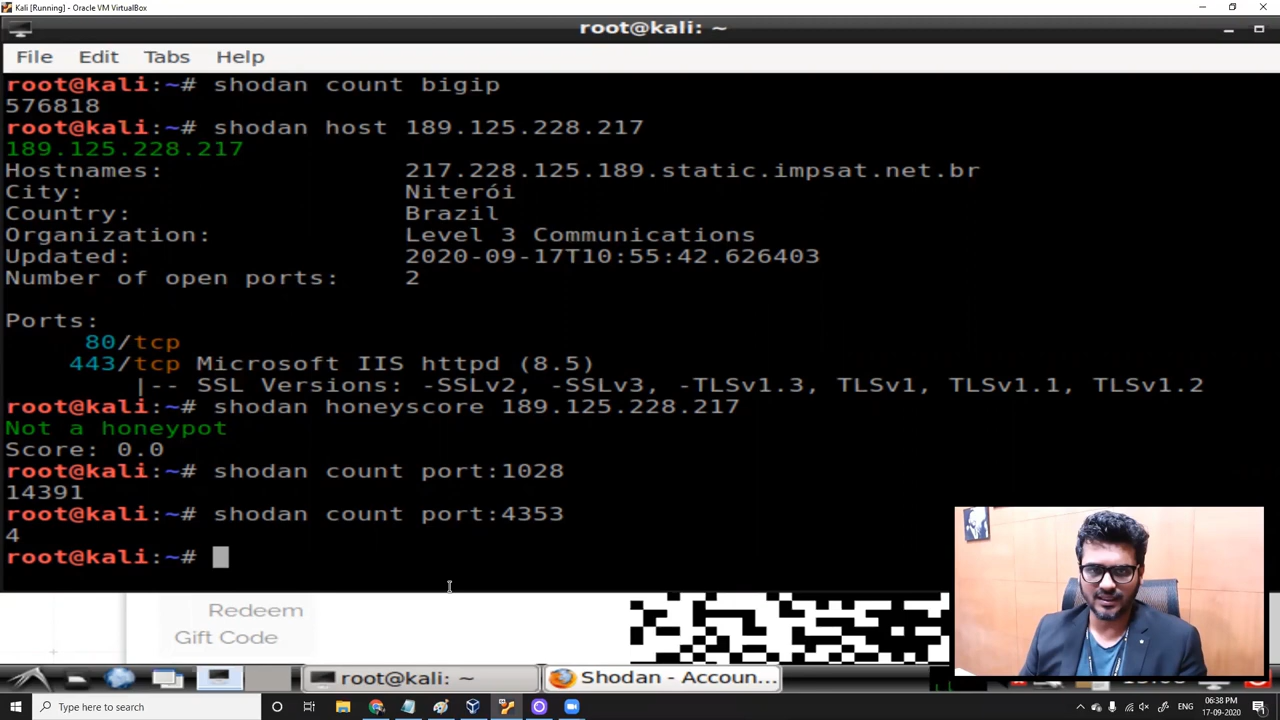 Kali [Running] - Oracle VM VirtualBox
root@kali: ~
File Edit Tabs Help
root@kali:~# shodan count bigip
576818
root@kali:~# shodan host 189.125.228.217
189.125.228.217
Hostnames: 217.228.125.189.static.impsat.net.br
City: Niterói
Country: Brazil
Organization: Level 3 Communications
Updated: 2020-09-17T10:55:42.626403
Number of open ports: 2
Ports:
80/tcp
443/tcp Microsoft IIS httpd (8.5)
|-- SSL Versions: -SSLv2, -SSLv3, -TLSv1.3, TLSv1, TLSv1.1, TLSv1.2
root@kali:~# shodan honeyscore 189.125.228.217
Not a honeypot
Score: 0.0
root@kali:~# shodan count port:1028
14391
root@kali:~# shodan count port:4353
4
root@kali:~#
Redeem
Gift Code
root@kali: ~
Shodan - Accoun...
Type here to search
ENG
06:38 PM
17-09-2020